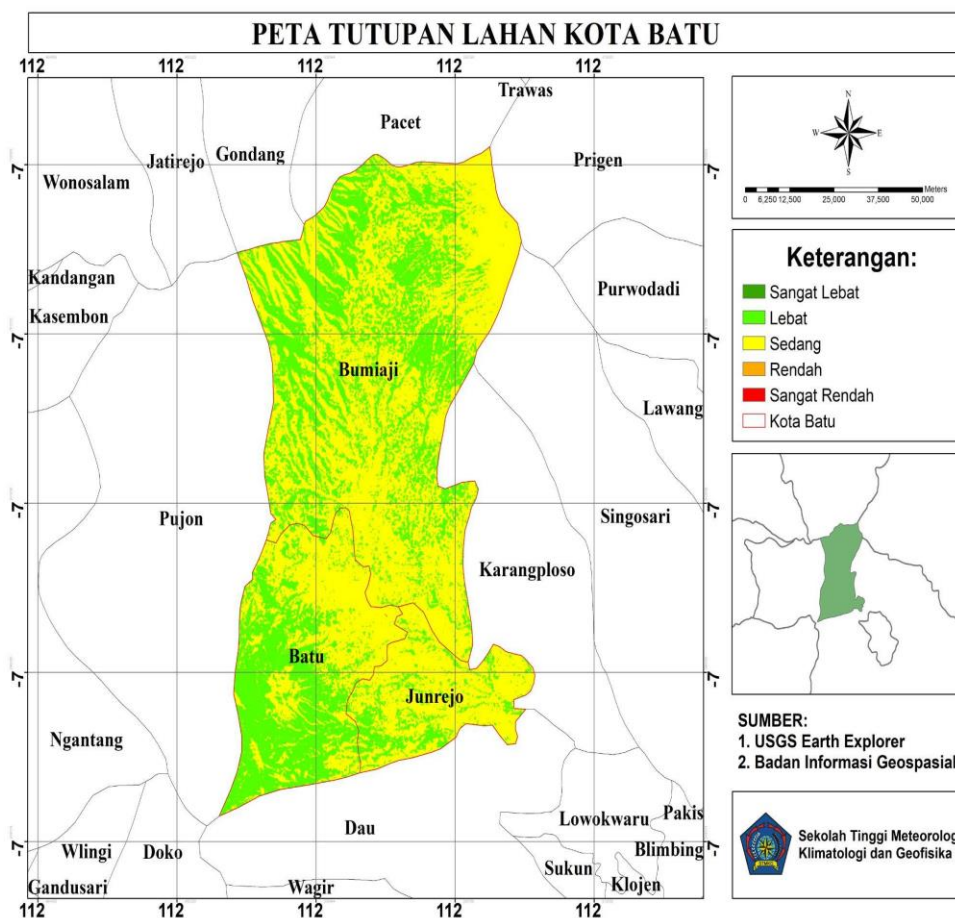 PETA TUTUPAN LAHAN KOTA BATU
112 112 112 112 112
-7
-7
-7
-7
-7
Trawas
Pacet
Gondang
Jatirejo
Prigen
Wonosalam
Kandangan
Purwodadi
Kasembon
Bumiaji
Lawang
Pujon
Singosari
Karangploso
Batu
Junrejo
Ngantang
Lowokwaru
Pakis
Dau
Blimbing
Wlingi
Doko
Sukun
Klojen
Gandusari
Wagir
-7
-7
-7
-7
-7
112 112 112 112 112
N
W E
S
Meters
0 6,250 12,500 25,000 37,500 50,000
Keterangan:
Sangat Lebat
Lebat
Sedang
Rendah
Sangat Rendah
Kota Batu
SUMBER:
1. USGS Earth Explorer
2. Badan Informasi Geospasial
Sekolah Tinggi Meteorolog
Klimatologi dan Geofisika